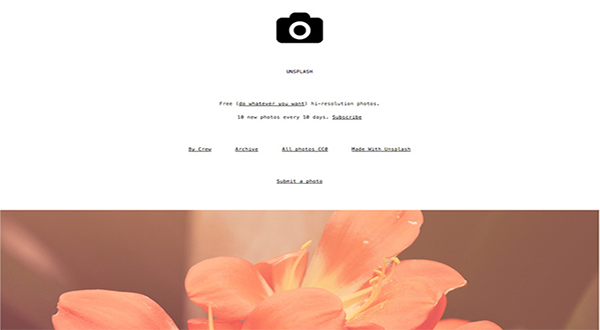 UNSPLASH
Free (do whatever you want) hi-resolution photos.
10 new photos every 10 days. Subscribe
By Crew Archive All photos CC0 Made With Unsplash
Submit a photo